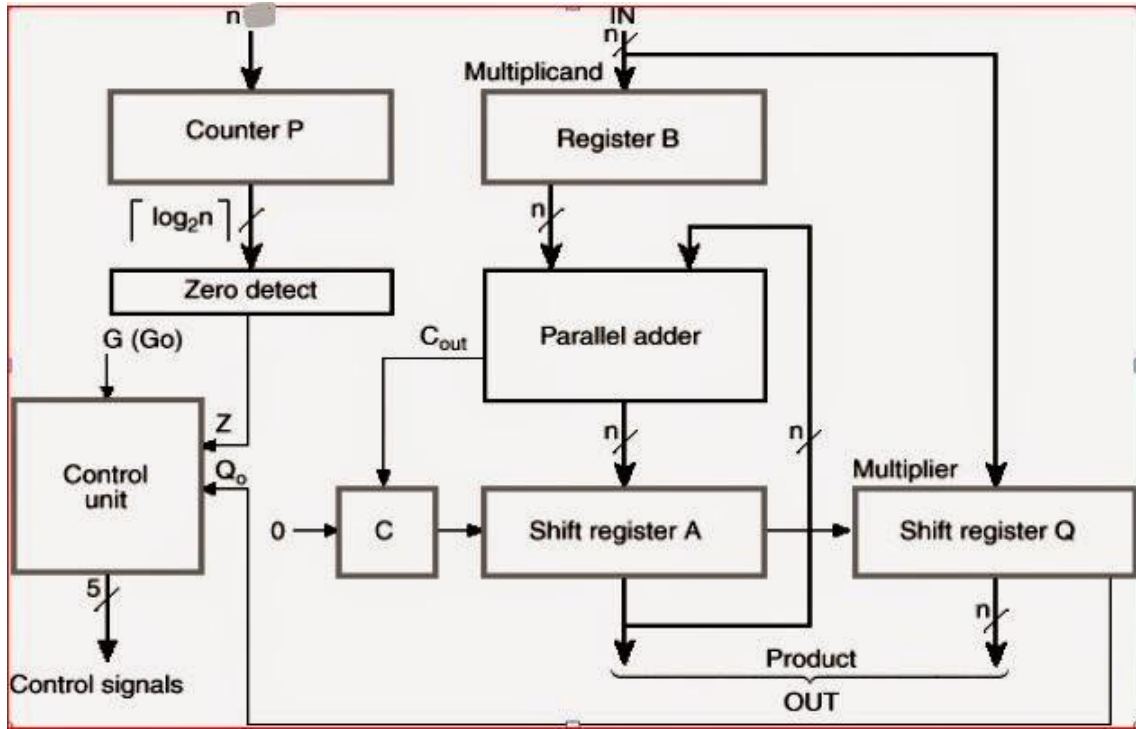 n
IN
n
Multiplicand
Counter P
Register B
⌈log₂n⌉
n
Zero detect
G (Go)
Cout
Parallel adder
Z
n
n
Multiplier
Control
unit
Qo
0
C
Shift register A
Shift register Q
5
n
Control signals
Product
OUT